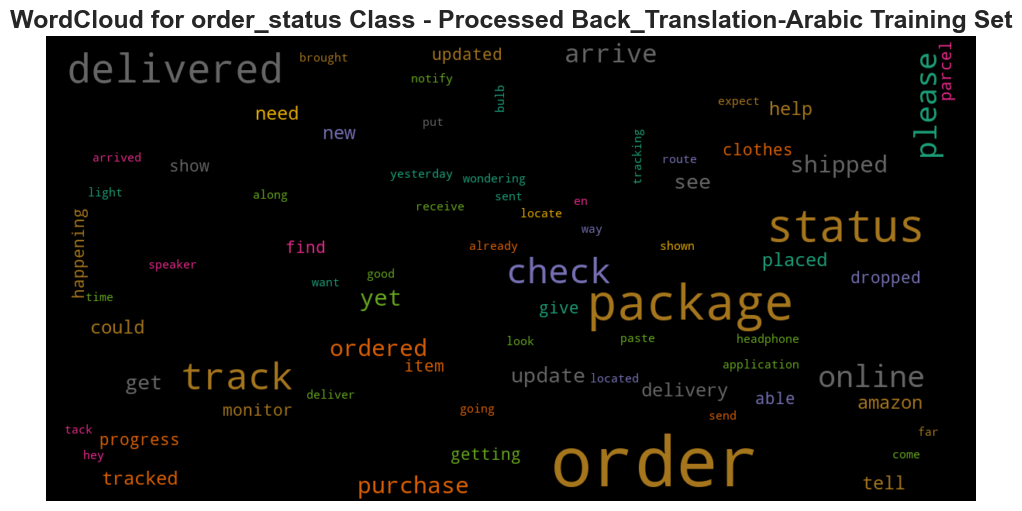 WordCloud for order_status Class - Processed Back_Translation-Arabic Training Set
delivered
brought
updated
arrive
please
parcel
notify
bulb
need
new
put
expect
help
arrived
show
tracking
route
clothes
shipped
see
yesterday
wondering
light
along
sent
receive
en
locate
way
status
happening
find
already
shown
placed
speaker
check
dropped
time
want
good
yet
give
package
could
ordered
look
paste
headphone
item
track
get
update
located
delivery
application
able
online
amazon
monitor
deliver
going
send
tack
progress
hey
getting
order
far
come
tracked
purchase
tell